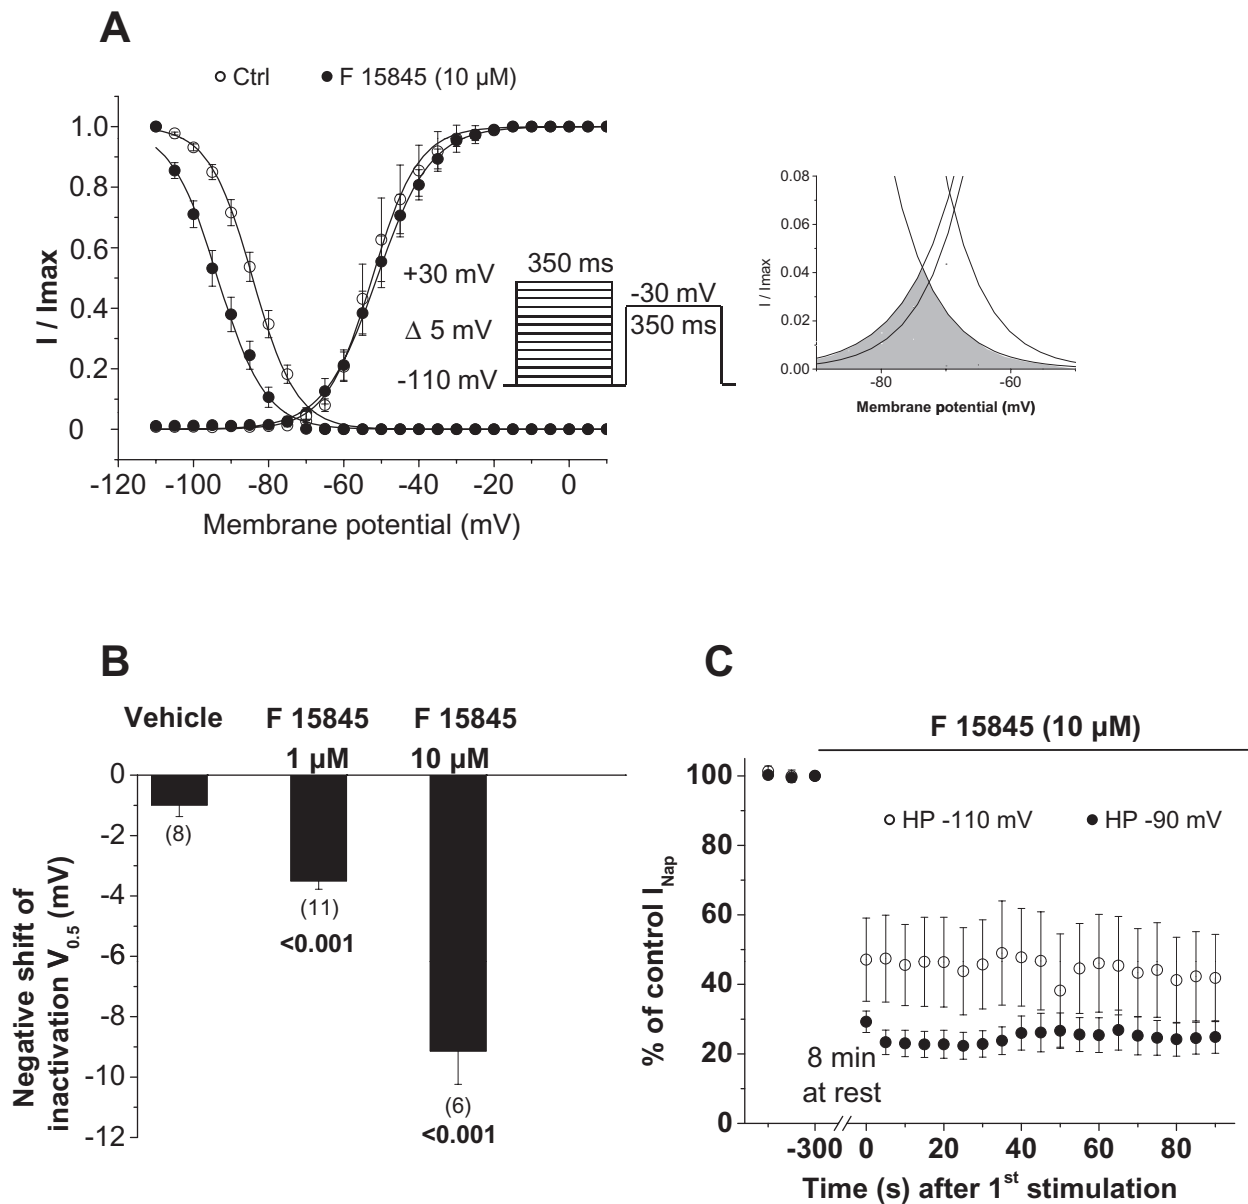 A
Ctrl
F 15845 (10 µM)
1.0
0.8
0.6
0.4
0.2
0
I / Imax
-120 -100 -80 -60 -40 -20 0
Membrane potential (mV)
+30 mV
Δ 5 mV
-110 mV
350 ms
-30 mV
350 ms
0.08
0.06
0.04
0.02
0.00
I / Imax
-80 -60
Membrane potential (mV)
B
Vehicle
F 15845
1 µM
F 15845
10 µM
0
-2
-4
-6
-8
-10
-12
Negative shift of
inactivation V0.5 (mV)
(8)
(11)
<0.001
(6)
<0.001
C
F 15845 (10 µM)
HP -110 mV
HP -90 mV
100
80
60
40
20
0
% of control INap
8 min
at rest
-300 0 20 40 60 80
Time (s) after 1st stimulation